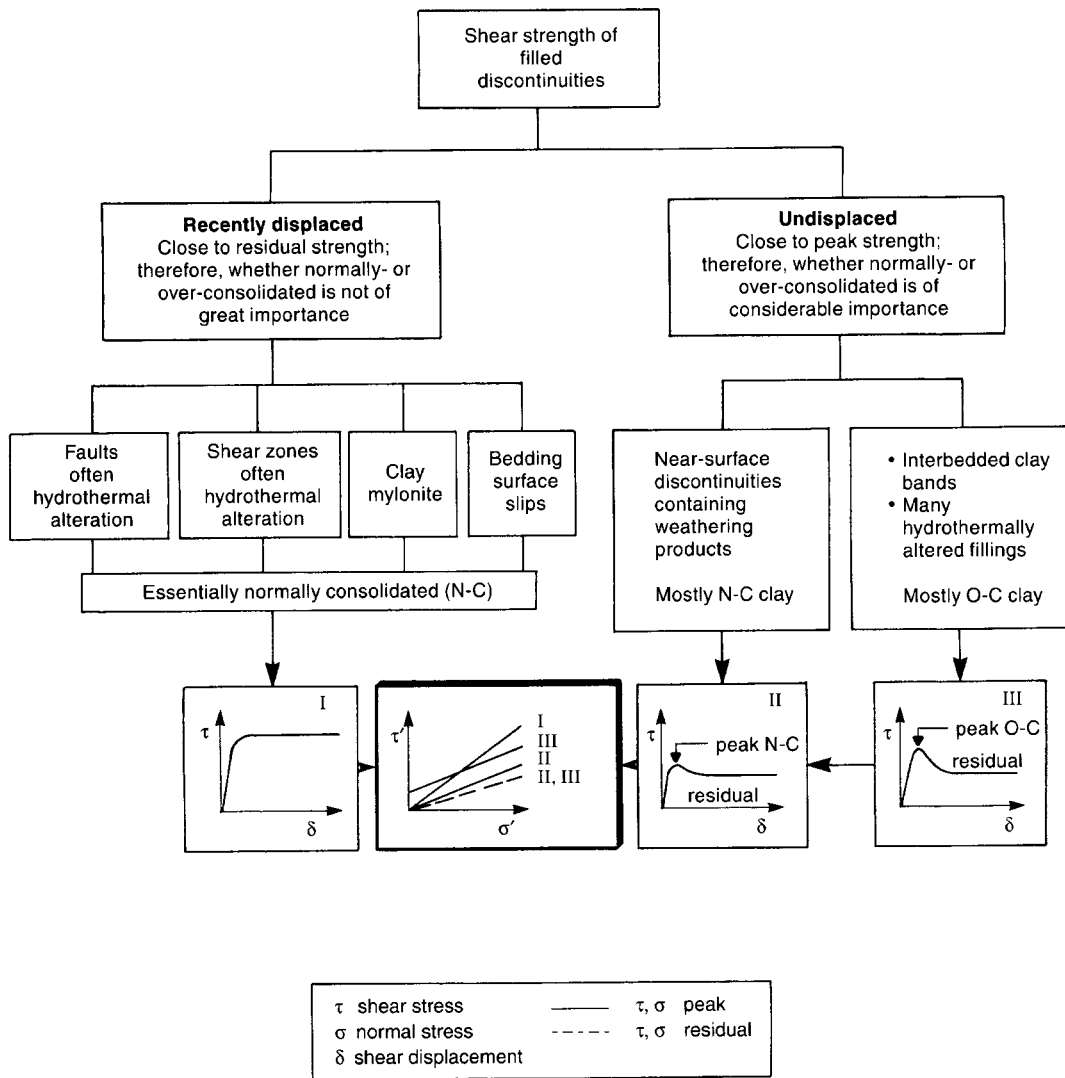 Shear strength of
filled
discontinuities
Recently displaced
Close to residual strength;
therefore, whether normally- or
over-consolidated is not of
great importance
Undisplaced
Close to peak strength;
therefore, whether normally- or
over-consolidated is of
considerable importance
Faults
often
hydrothermal
alteration
Shear zones
often
hydrothermal
alteration
Clay
mylonite
Bedding
surface
slips
Near-surface
discontinuities
containing
weathering
products
Mostly N-C clay
• Interbedded clay
bands
• Many
hydrothermally
altered fillings
Mostly O-C clay
Essentially normally consolidated (N-C)
I
τ
δ
τ′
I
III
II
II, III
σ′
II
τ
peak N-C
residual
δ
III
τ
peak O-C
residual
δ
τ shear stress
σ normal stress
δ shear displacement
τ, σ peak
τ, σ residual